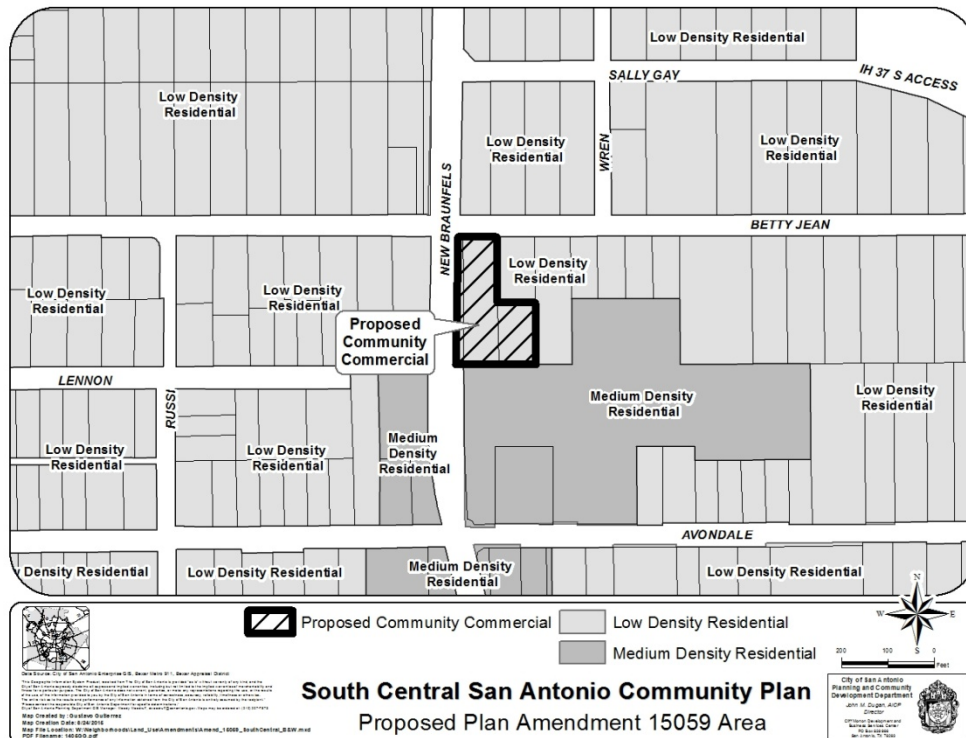 Low Density Residential
SALLY GAY
IH 37 S ACCESS
Low Density
Residential
Low Density
Residential
WREN
Low Density
Residential
BETTY JEAN
NEW BRAUNFELS
Low Density
Residential
Low Density
Residential
Low Density
Residential
Proposed
Community
Commercial
LENNON
RUSSI
Medium Density
Residential
Low Density
Residential
Medium
Density
Residential
Low Density
Residential
Low Density
Residential
AVONDALE
Low Density Residential
Low Density Residential
Medium Density
Residential
Low Density Residential
Proposed Community Commercial
Low Density Residential
Medium Density Residential
N
W
E
S
200 0 200 Feet
South Central San Antonio Community Plan
Proposed Plan Amendment 15059 Area
Map Created by: Gustavo Gutierrez
City of San Antonio
Planning and Community
Development Department
John M. Dugan, AICP
Director